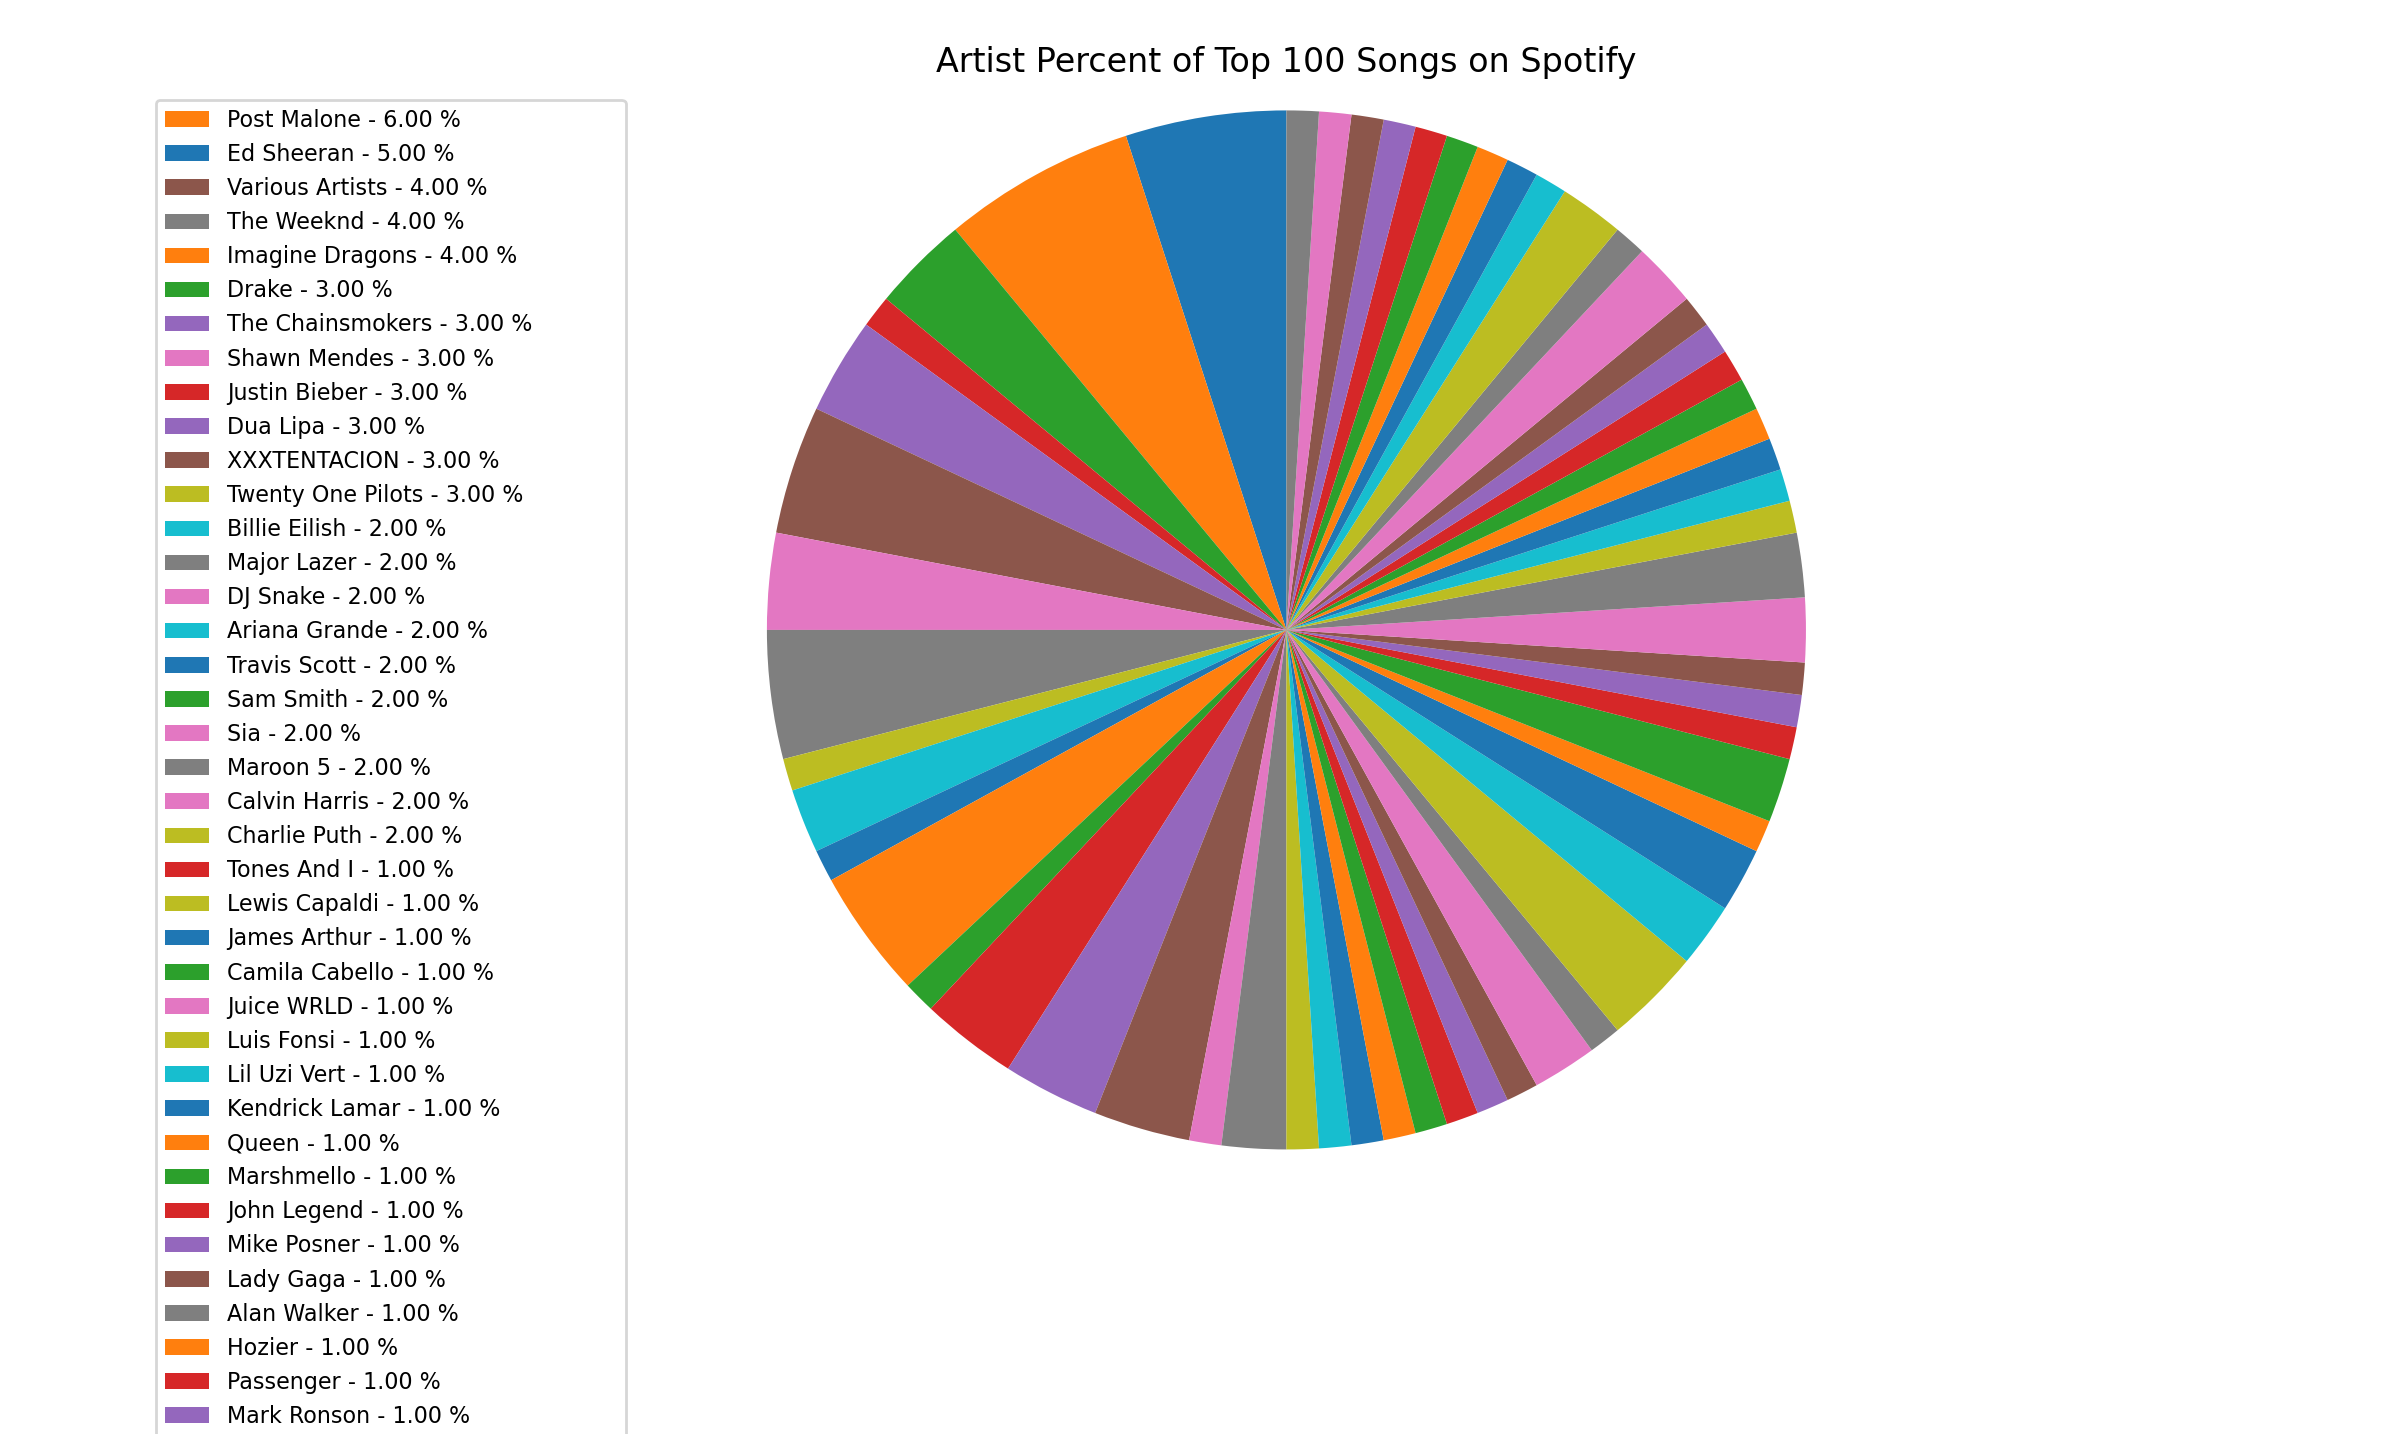 Artist Percent of Top 100 Songs on Spotify
Post Malone - 6.00 %
Ed Sheeran - 5.00 %
Various Artists - 4.00 %
The Weeknd - 4.00 %
Imagine Dragons - 4.00 %
Drake - 3.00 %
The Chainsmokers - 3.00 %
Shawn Mendes - 3.00 %
Justin Bieber - 3.00 %
Dua Lipa - 3.00 %
XXXTENTACION - 3.00 %
Twenty One Pilots - 3.00 %
Billie Eilish - 2.00 %
Major Lazer - 2.00 %
DJ Snake - 2.00 %
Ariana Grande - 2.00 %
Travis Scott - 2.00 %
Sam Smith - 2.00 %
Sia - 2.00 %
Maroon 5 - 2.00 %
Calvin Harris - 2.00 %
Charlie Puth - 2.00 %
Tones And I - 1.00 %
Lewis Capaldi - 1.00 %
James Arthur - 1.00 %
Camila Cabello - 1.00 %
Juice WRLD - 1.00 %
Luis Fonsi - 1.00 %
Lil Uzi Vert - 1.00 %
Kendrick Lamar - 1.00 %
Queen - 1.00 %
Marshmello - 1.00 %
John Legend - 1.00 %
Mike Posner - 1.00 %
Lady Gaga - 1.00 %
Alan Walker - 1.00 %
Hozier - 1.00 %
Passenger - 1.00 %
Mark Ronson - 1.00 %